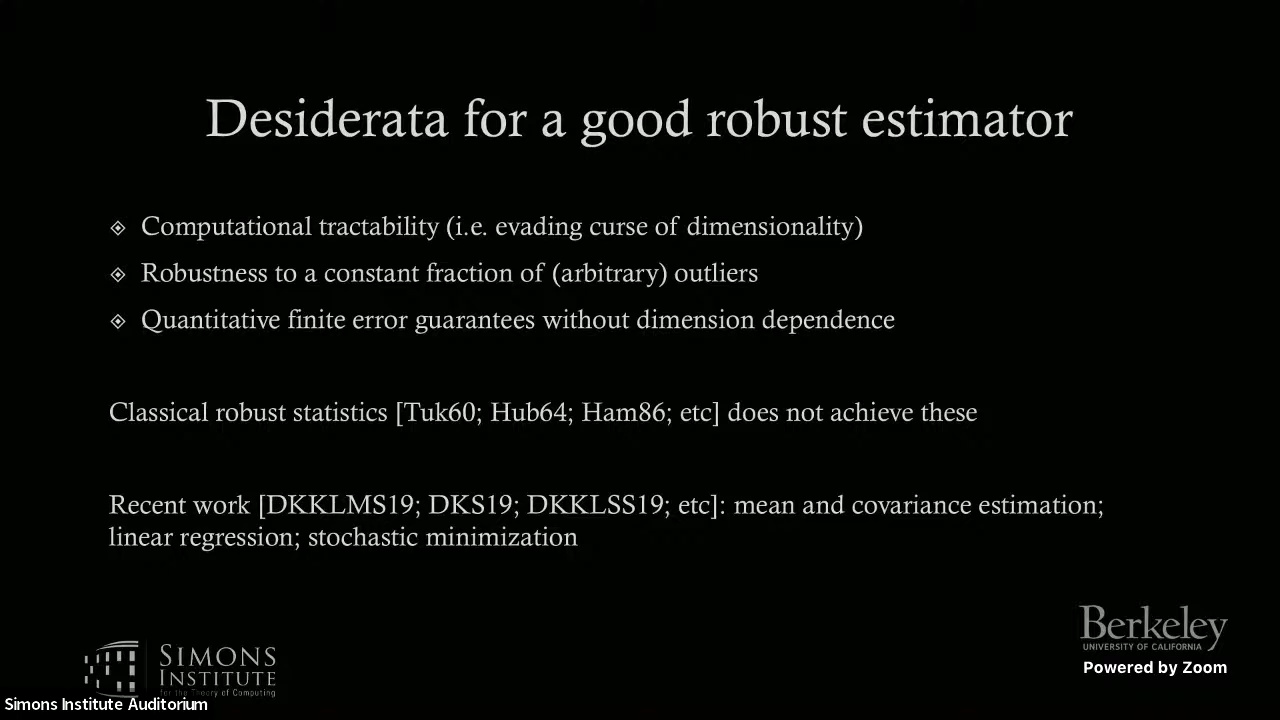 Desiderata for a good robust estimator
Computational tractability (i.e. evading curse of dimensionality)
Robustness to a constant fraction of (arbitrary) outliers
Quantitative finite error guarantees without dimension dependence
Classical robust statistics [Tuk60; Hub64; Ham86; etc] does not achieve these
Recent work [DKKLMS19; DKS19; DKKLSS19; etc]: mean and covariance estimation;
linear regression; stochastic minimization
SIMONS
INSTITUTE
for the Theory of Computing
Simons Institute Auditorium
Berkeley
UNIVERSITY OF CALIFORNIA
Powered by Zoom